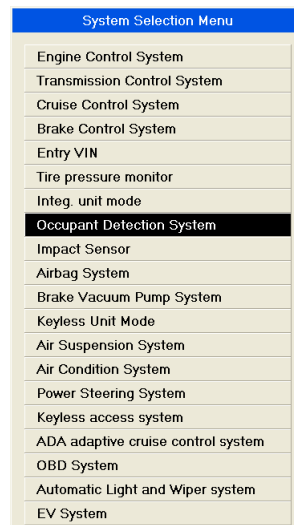 System Selection Menu
Engine Control System
Transmission Control System
Cruise Control System
Brake Control System
Entry VIN
Tire pressure monitor
Integ. unit mode
Occupant Detection System
Impact Sensor
Airbag System
Brake Vacuum Pump System
Keyless Unit Mode
Air Suspension System
Air Condition System
Power Steering System
Keyless access system
ADA adaptive cruise control system
OBD System
Automatic Light and Wiper system
EV System